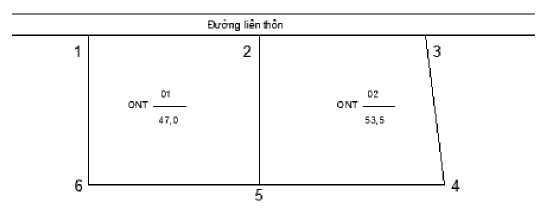 Đường liên thôn
1 2 3
ONT 01 ONT 02
47,0 53,5
6 5 4